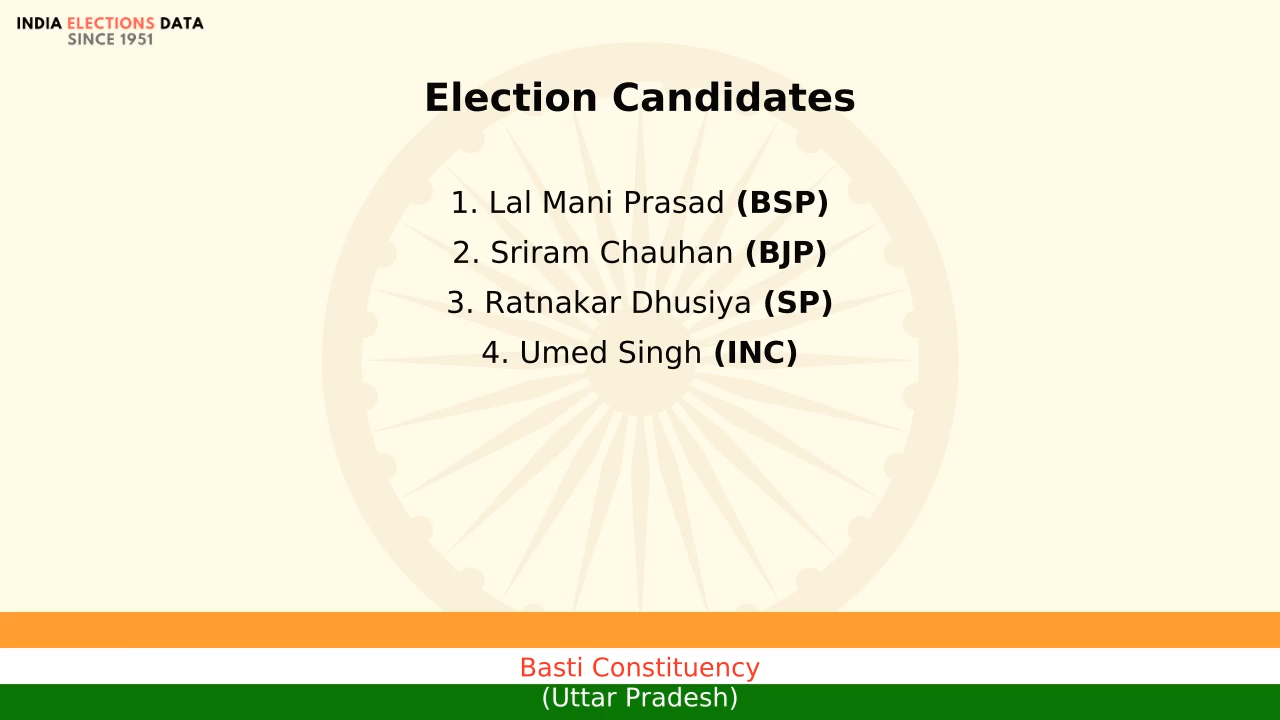 INDIA ELECTIONS DATA
SINCE 1951
Election Candidates
1. Lal Mani Prasad (BSP)
2. Sriram Chauhan (BJP)
3. Ratnakar Dhusiya (SP)
4. Umed Singh (INC)
Basti Constituency
(Uttar Pradesh)